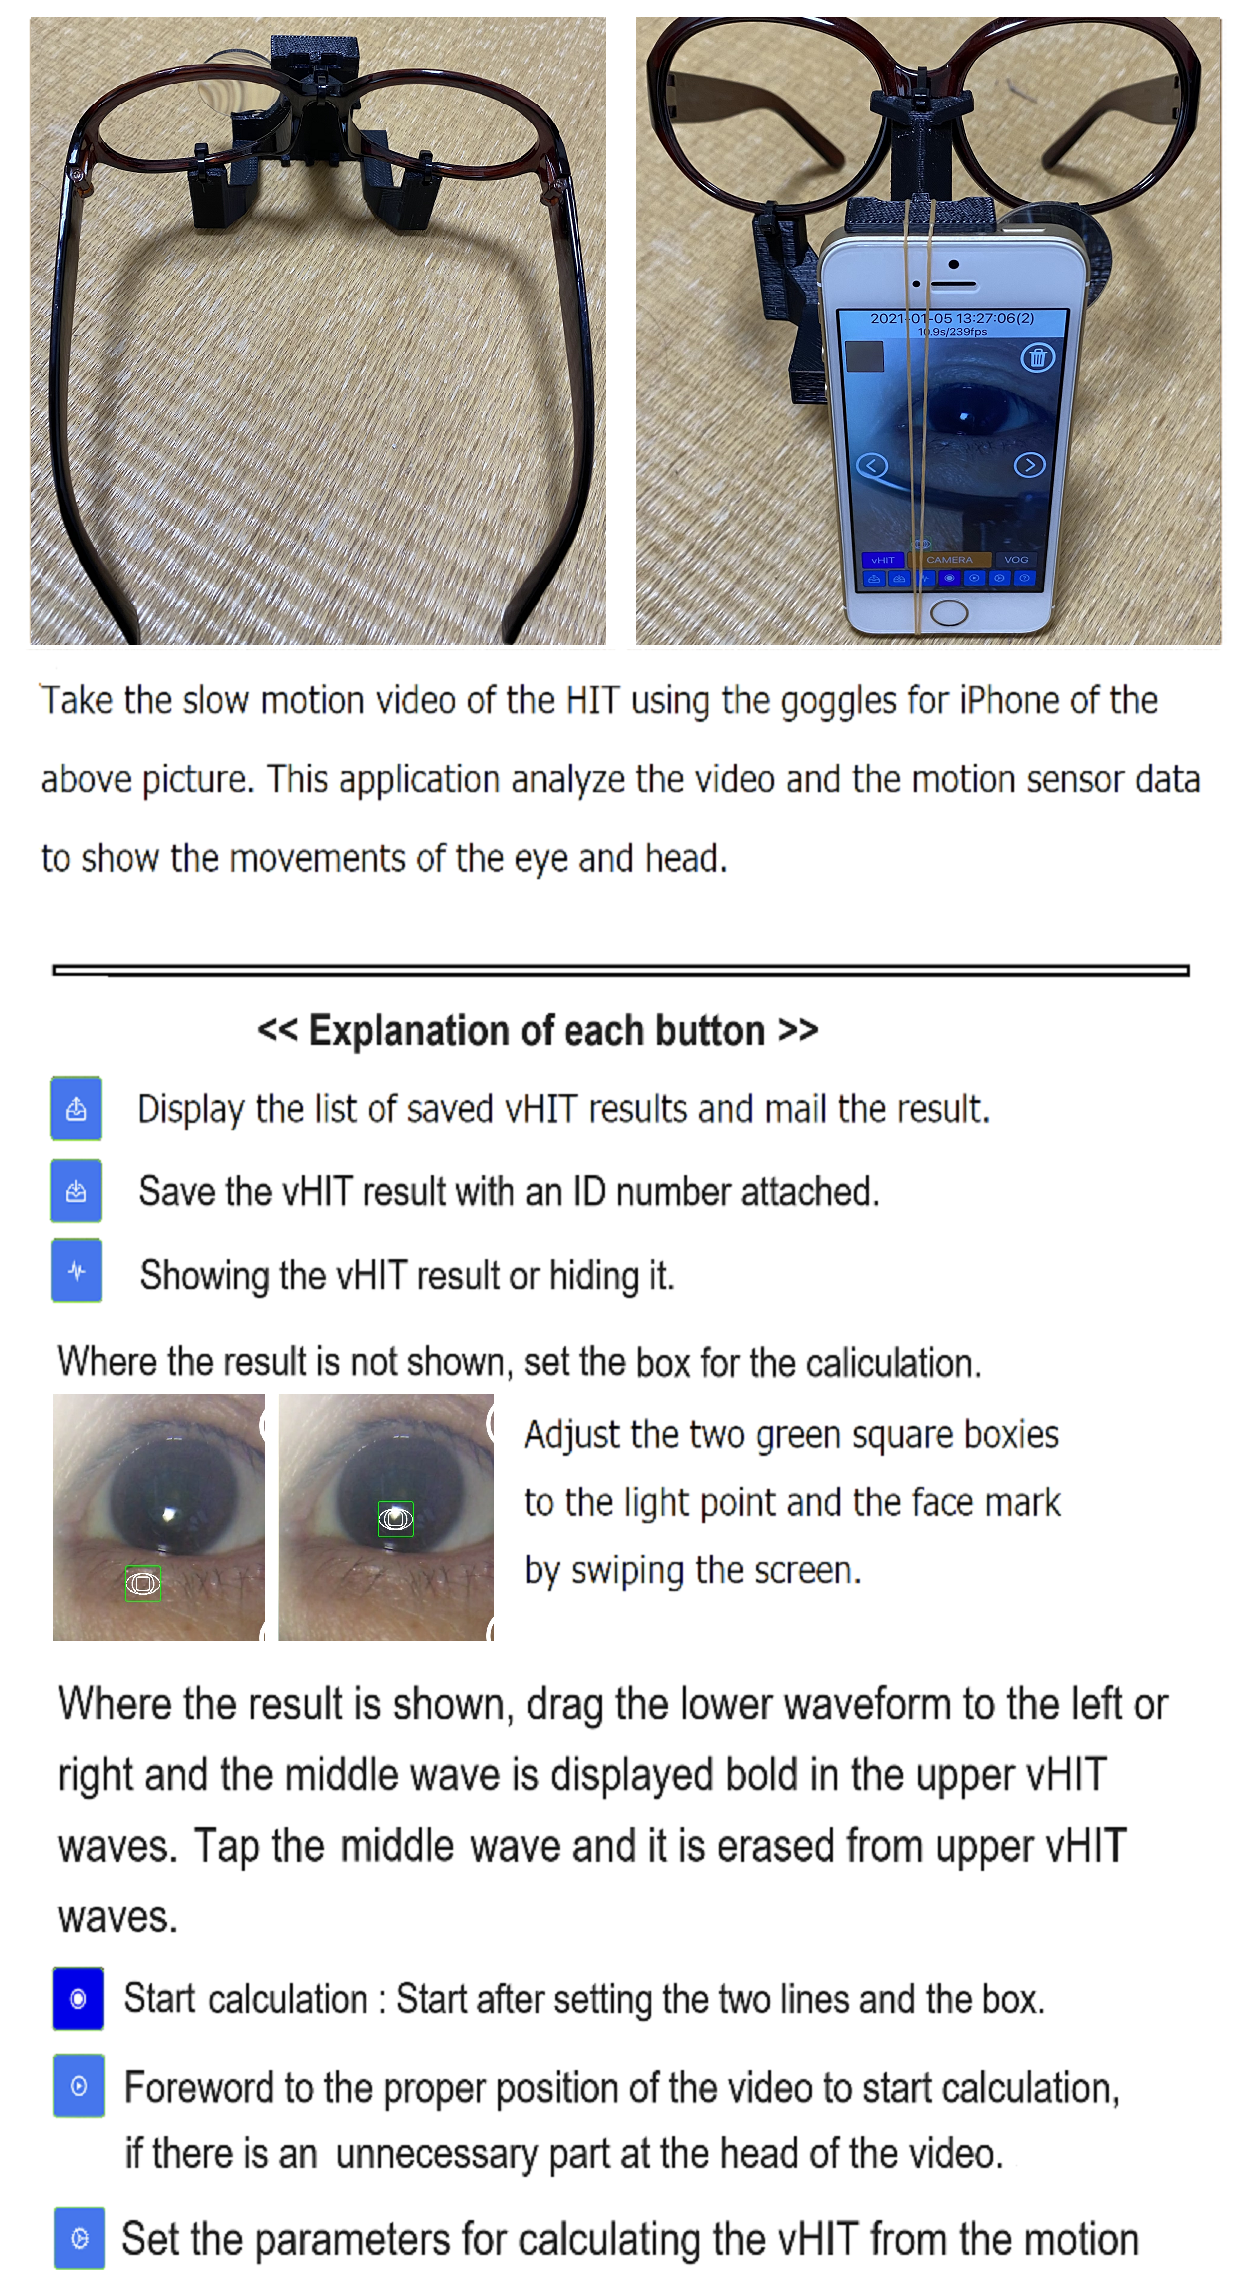 2021-01-05 13:27:06(2)
10.9s/239fps
vHIT CAMERA VOG
Take the slow motion video of the HIT using the goggles for iPhone of the
above picture. This application analyze the video and the motion sensor data
to show the movements of the eye and head.
<< Explanation of each button >>
Display the list of saved vHIT results and mail the result.
Save the vHIT result with an ID number attached.
Showing the vHIT result or hiding it.
Where the result is not shown, set the box for the caliculation.
Adjust the two green square boxies
to the light point and the face mark
by swiping the screen.
Where the result is shown, drag the lower waveform to the left or
right and the middle wave is displayed bold in the upper vHIT
waves. Tap the middle wave and it is erased from upper vHIT
waves.
Start calculation : Start after setting the two lines and the box.
Foreword to the proper position of the video to start calculation,
if there is an unnecessary part at the head of the video.
Set the parameters for calculating the vHIT from the motion